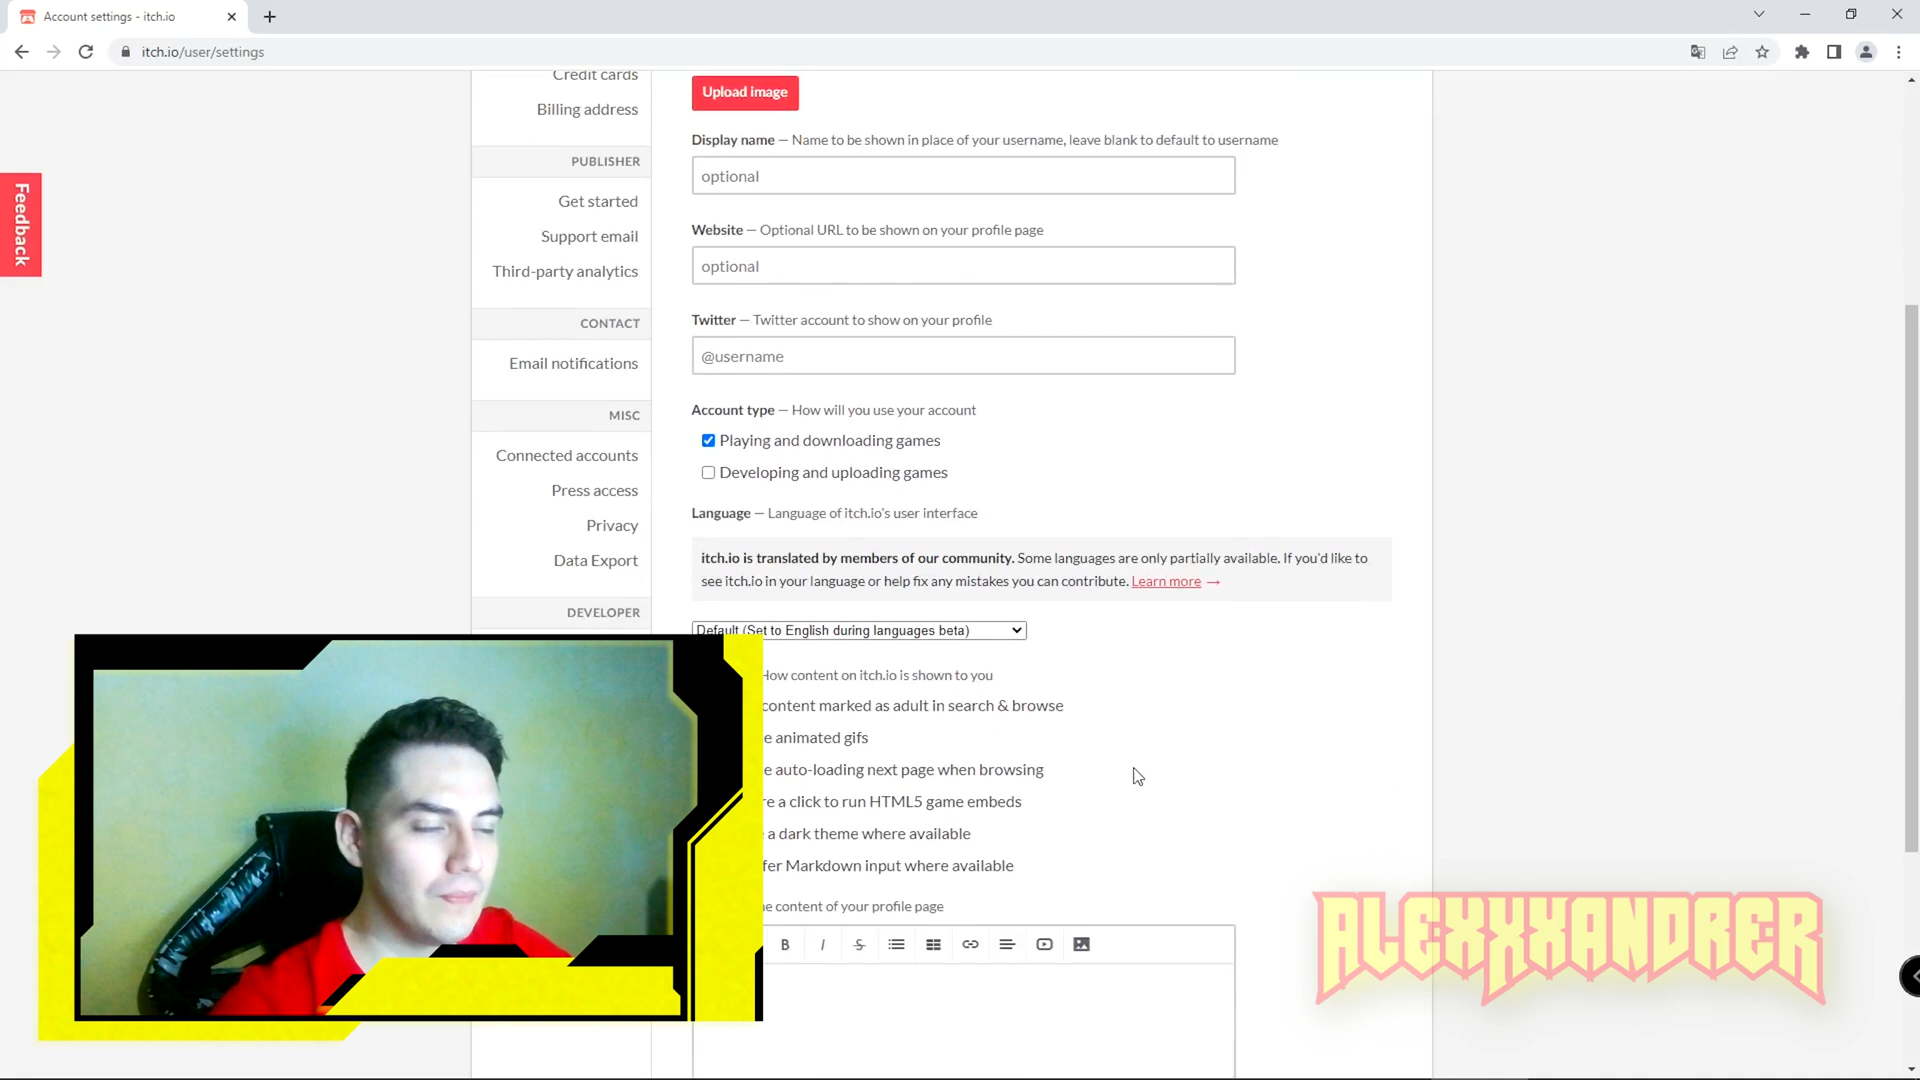 Account settings - itch.io
itch.io/user/settings
Credit cards
Billing address
PUBLISHER
Get started
Support email
Third-party analytics
CONTACT
Email notifications
MISC
Connected accounts
Press access
Privacy
Data Export
DEVELOPER
Feedback
Upload image
Display name — Name to be shown in place of your username, leave blank to default to username
optional
Website — Optional URL to be shown on your profile page
optional
Twitter — Twitter account to show on your profile
@username
Account type — How will you use your account
Playing and downloading games
Developing and uploading games
Language — Language of itch.io's user interface
itch.io is translated by members of our community. Some languages are only partially available. If you'd like to
see itch.io in your language or help fix any mistakes you can contribute. Learn more →
Default (Set to English during languages beta)
How content on itch.io is shown to you
content marked as adult in search & browse
animated gifs
auto-loading next page when browsing
a click to run HTML5 game embeds
a dark theme where available
Markdown input where available
content of your profile page
B I S
ALEXXXANDRER